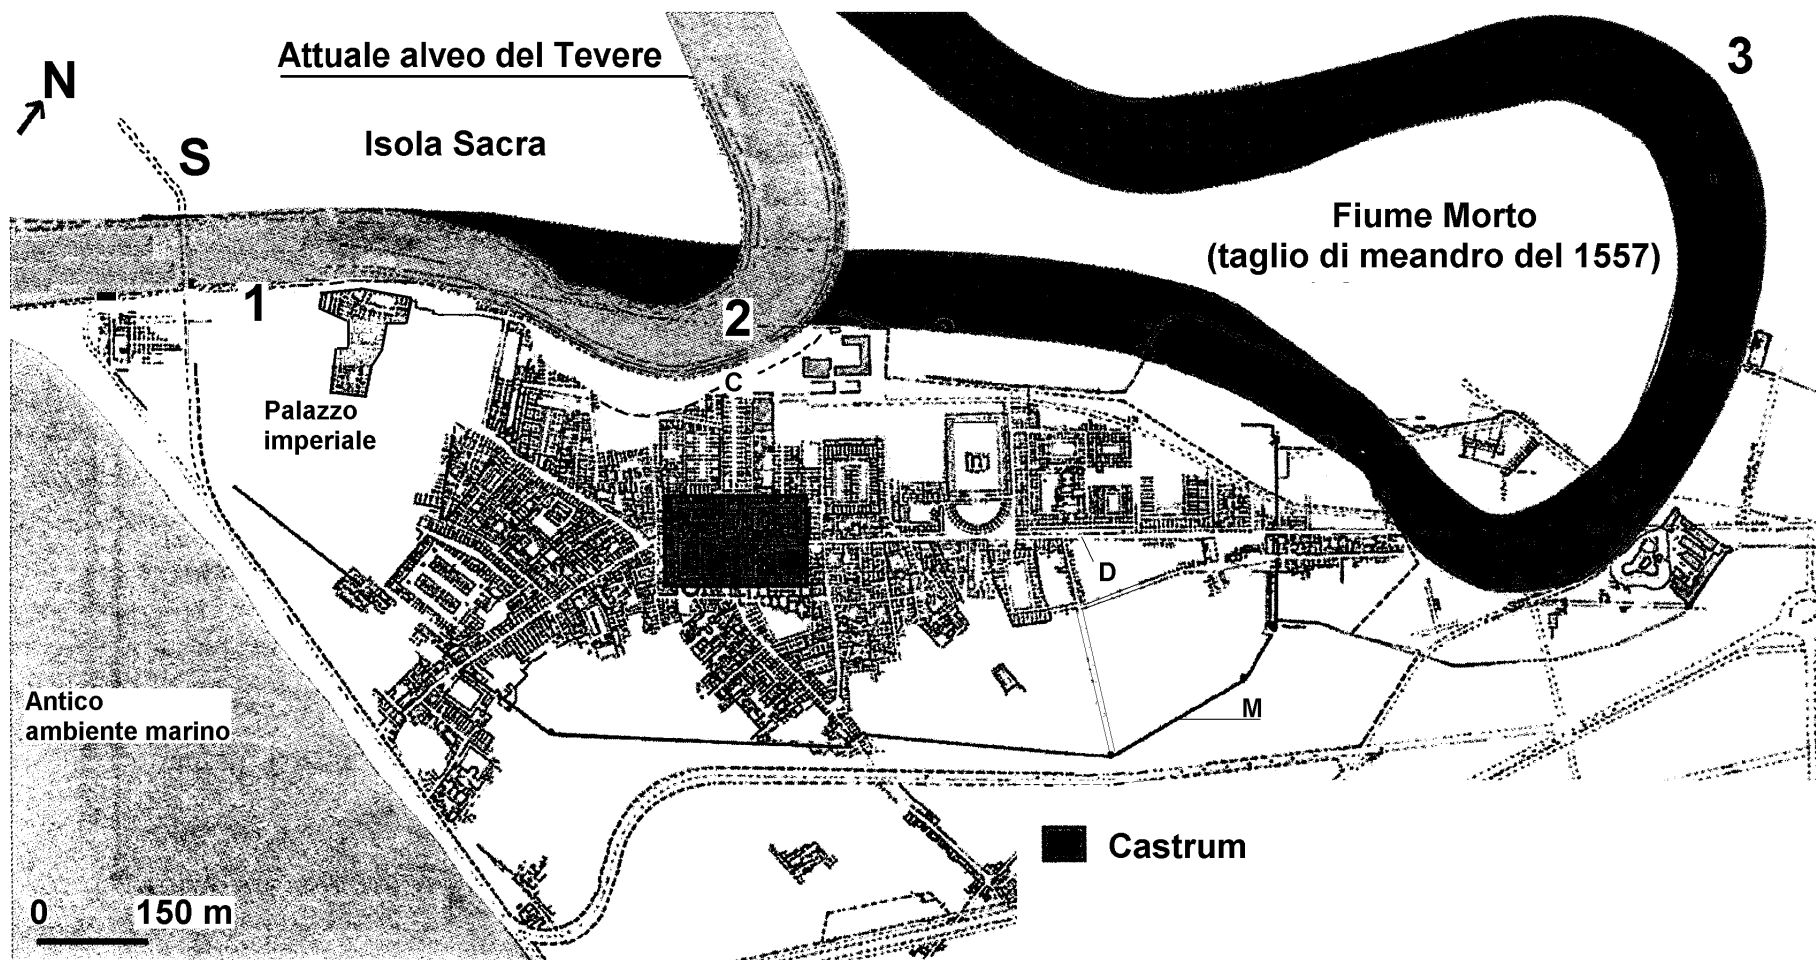 Attuale alveo del Tevere
3
N
Isola Sacra
S
Fiume Morto
(taglio di meandro del 1557)
1
2
C
Palazzo
imperiale
D
Antico
ambiente marino
M
Castrum
0 150 m